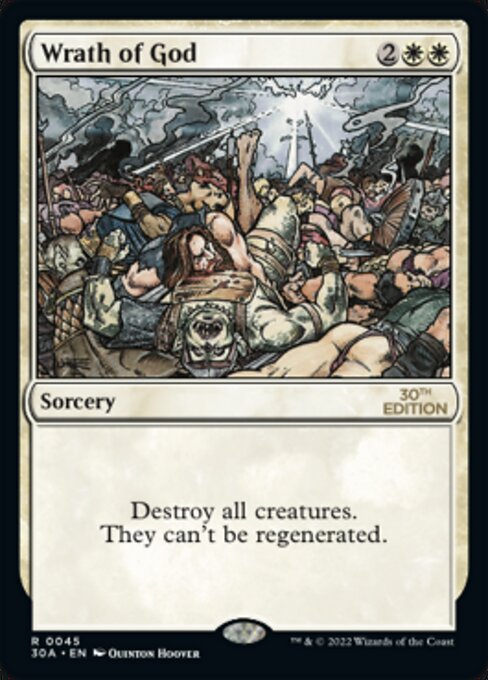 Wrath of God 2
Sorcery
30TH
EDITION
Destroy all creatures.
They can't be regenerated.
R 0045
30A • EN Quinton Hoover
™ & © 2022 Wizards of the Coast